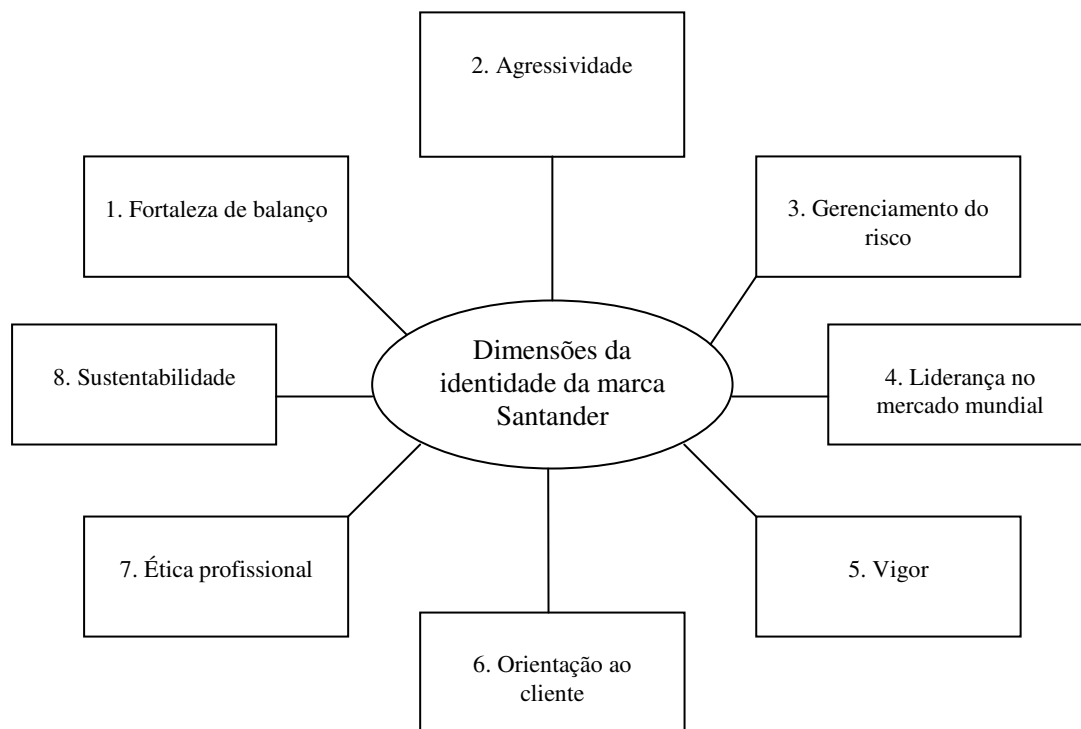 2. Agressividade
1. Fortaleza de balanço
3. Gerenciamento do
risco
Dimensões da
identidade da marca
Santander
8. Sustentabilidade
4. Liderança no
mercado mundial
7. Ética profissional
5. Vigor
6. Orientação ao
cliente